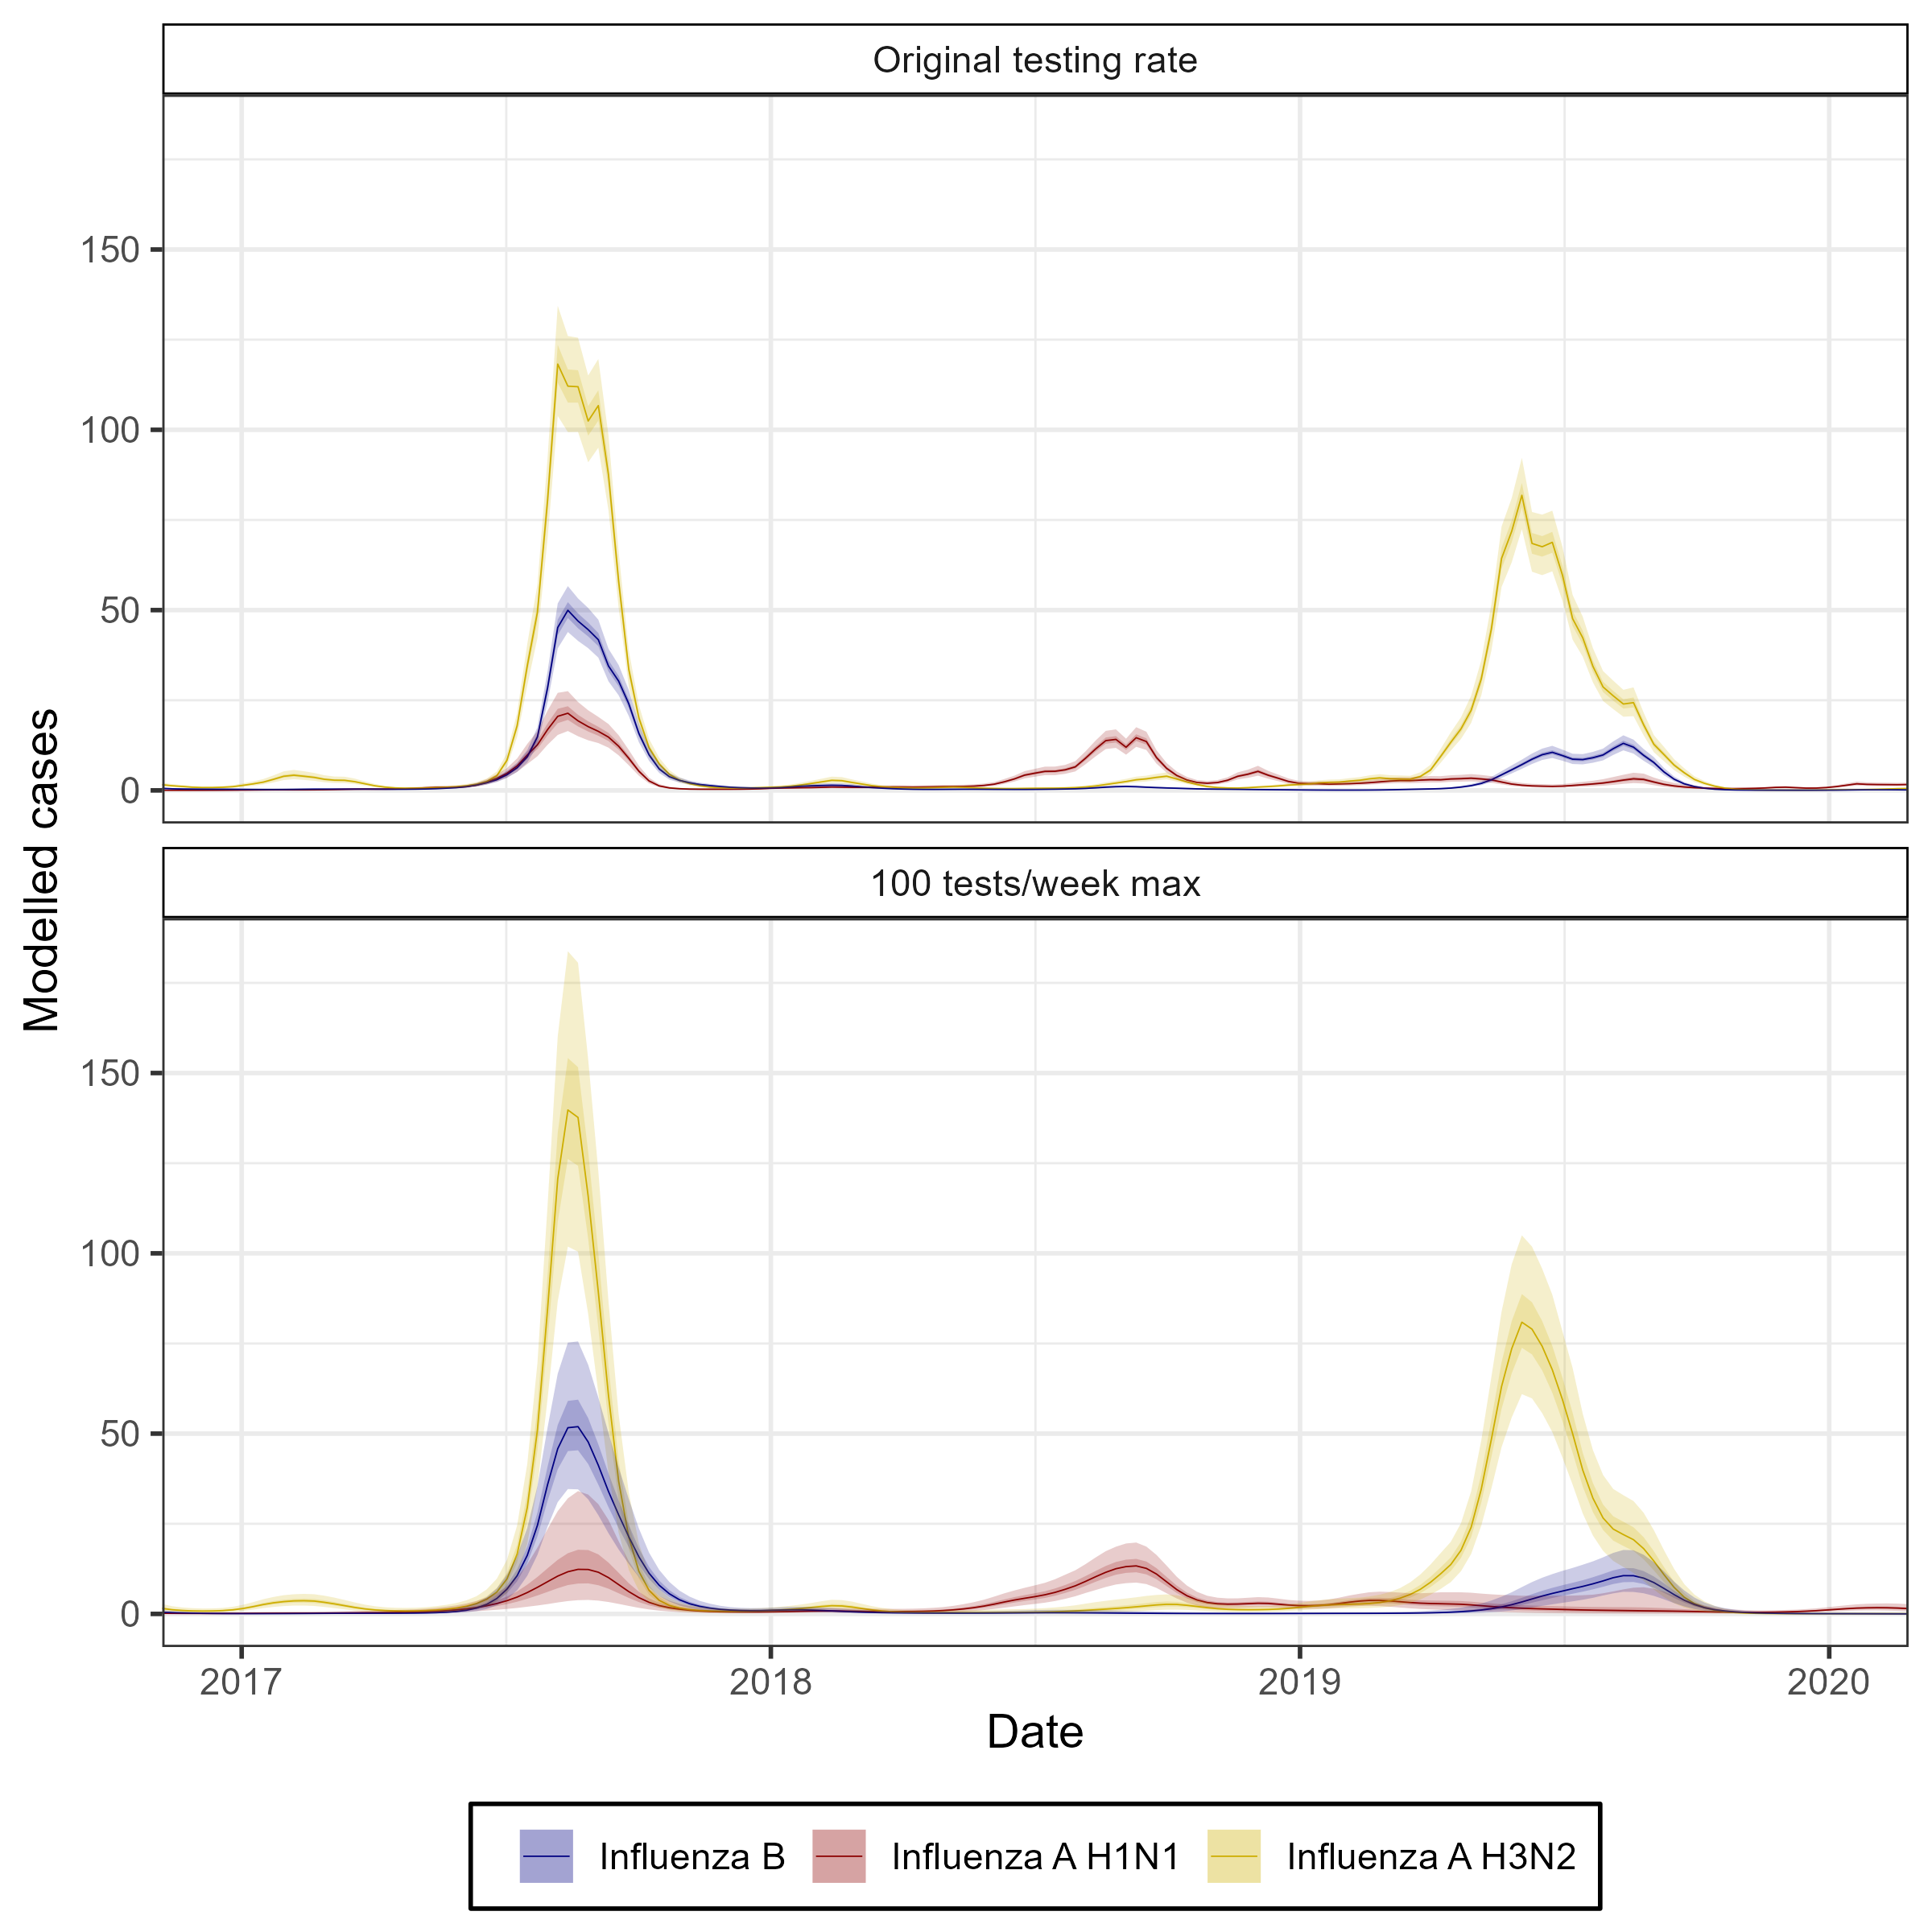 Original testing rate
150
100
50
0
Modelled cases
100 tests/week max
150
100
50
0
2017 2018 2019 2020
Date
Influenza B Influenza A H1N1 Influenza A H3N2